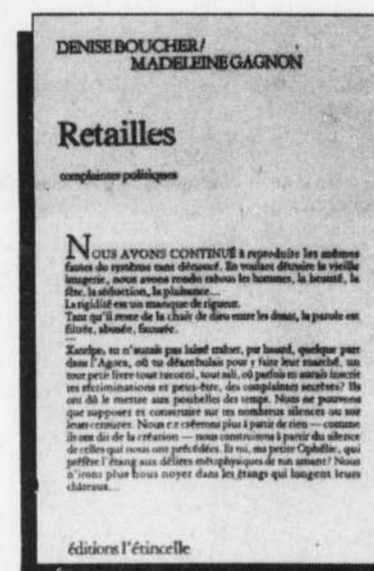 DENISE BOUCHER/
MADELEINE GAGNON
Retailles
complaintes politiques
NOUS AVONS CONTINUÉ à reproduire les mêmes
fautes du système tant dénoncé. En voulant détruire la vieille
imagerie, nous avons rendu tabous les hommes, la beauté, la
fête, la séduction, la plaisance...
La rigidité est un manque de rigueur.
Tant qu'il reste de la chair de dieu entre les dents, la parole est
filtrée, abusée, faussée.
Xantipe, tu n'aurais pas laissé traîner, par hasard, quelque part
dans l'Agora, où tu déambulais pour y faire leur marché, un
tout petit livre tout racorni, tout sali, où parfois tu aurais inscrit
tes récriminations et peut-être, des complaintes secrètes? Ils
ont dû le mettre aux poubelles des temps. Nous ne pouvons
que supposer et construire sur tes nombreux silences ou sur
leurs censures. Nous ne créerons plus à partir de rien — comme
ils ont dit de la création — nous construirons à partir du silence
de celles qui nous ont précédées. Et toi, ma petite Ophélie, qui
préfère l'étang aux délires métaphysiques de ton amant? Nous
n'irons plus nous noyer dans les étangs qui longent leurs
châteaux...
éditions l'étincelle